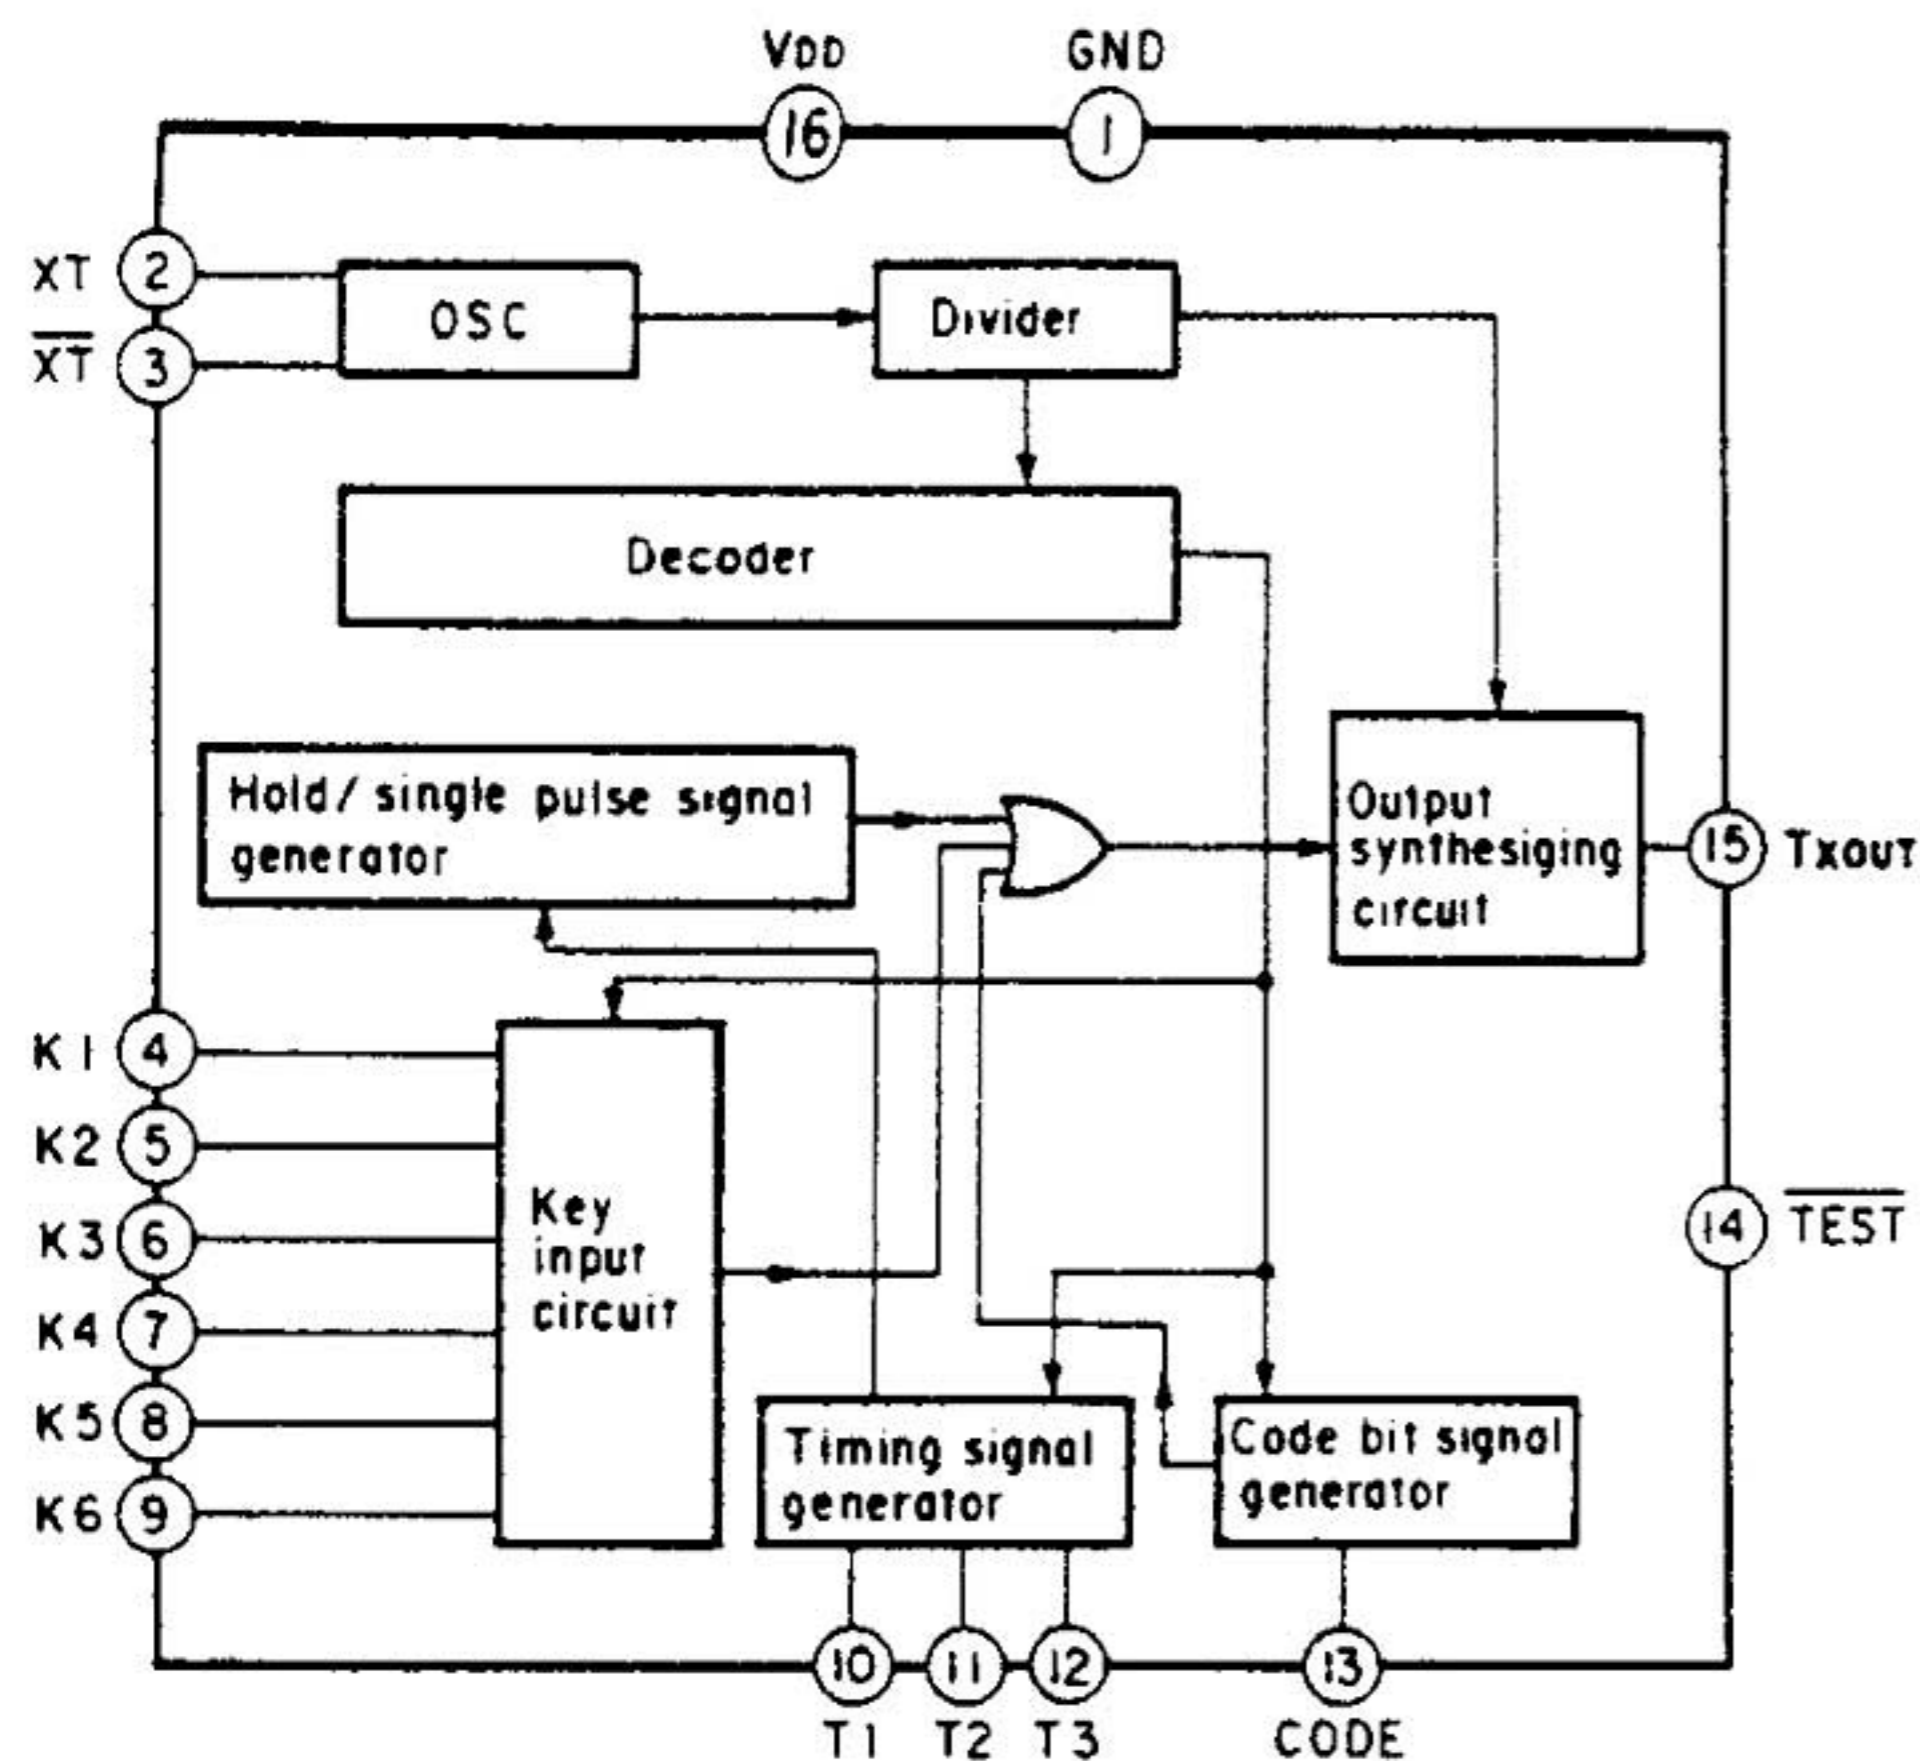 VDD
GND
16
1
XT
2
OSC
Divider
X̅T̅
3
Decoder
Hold/ single pulse signal
generator
Output
synthesiging
circuit
15
TXOUT
K1
4
K2
5
K3
6
K4
7
K5
8
K6
9
Key
input
circuit
14
T̅E̅S̅T̅
Timing signal
generator
Code bit signal
generator
10
11
12
13
T1
T2
T3
CODE